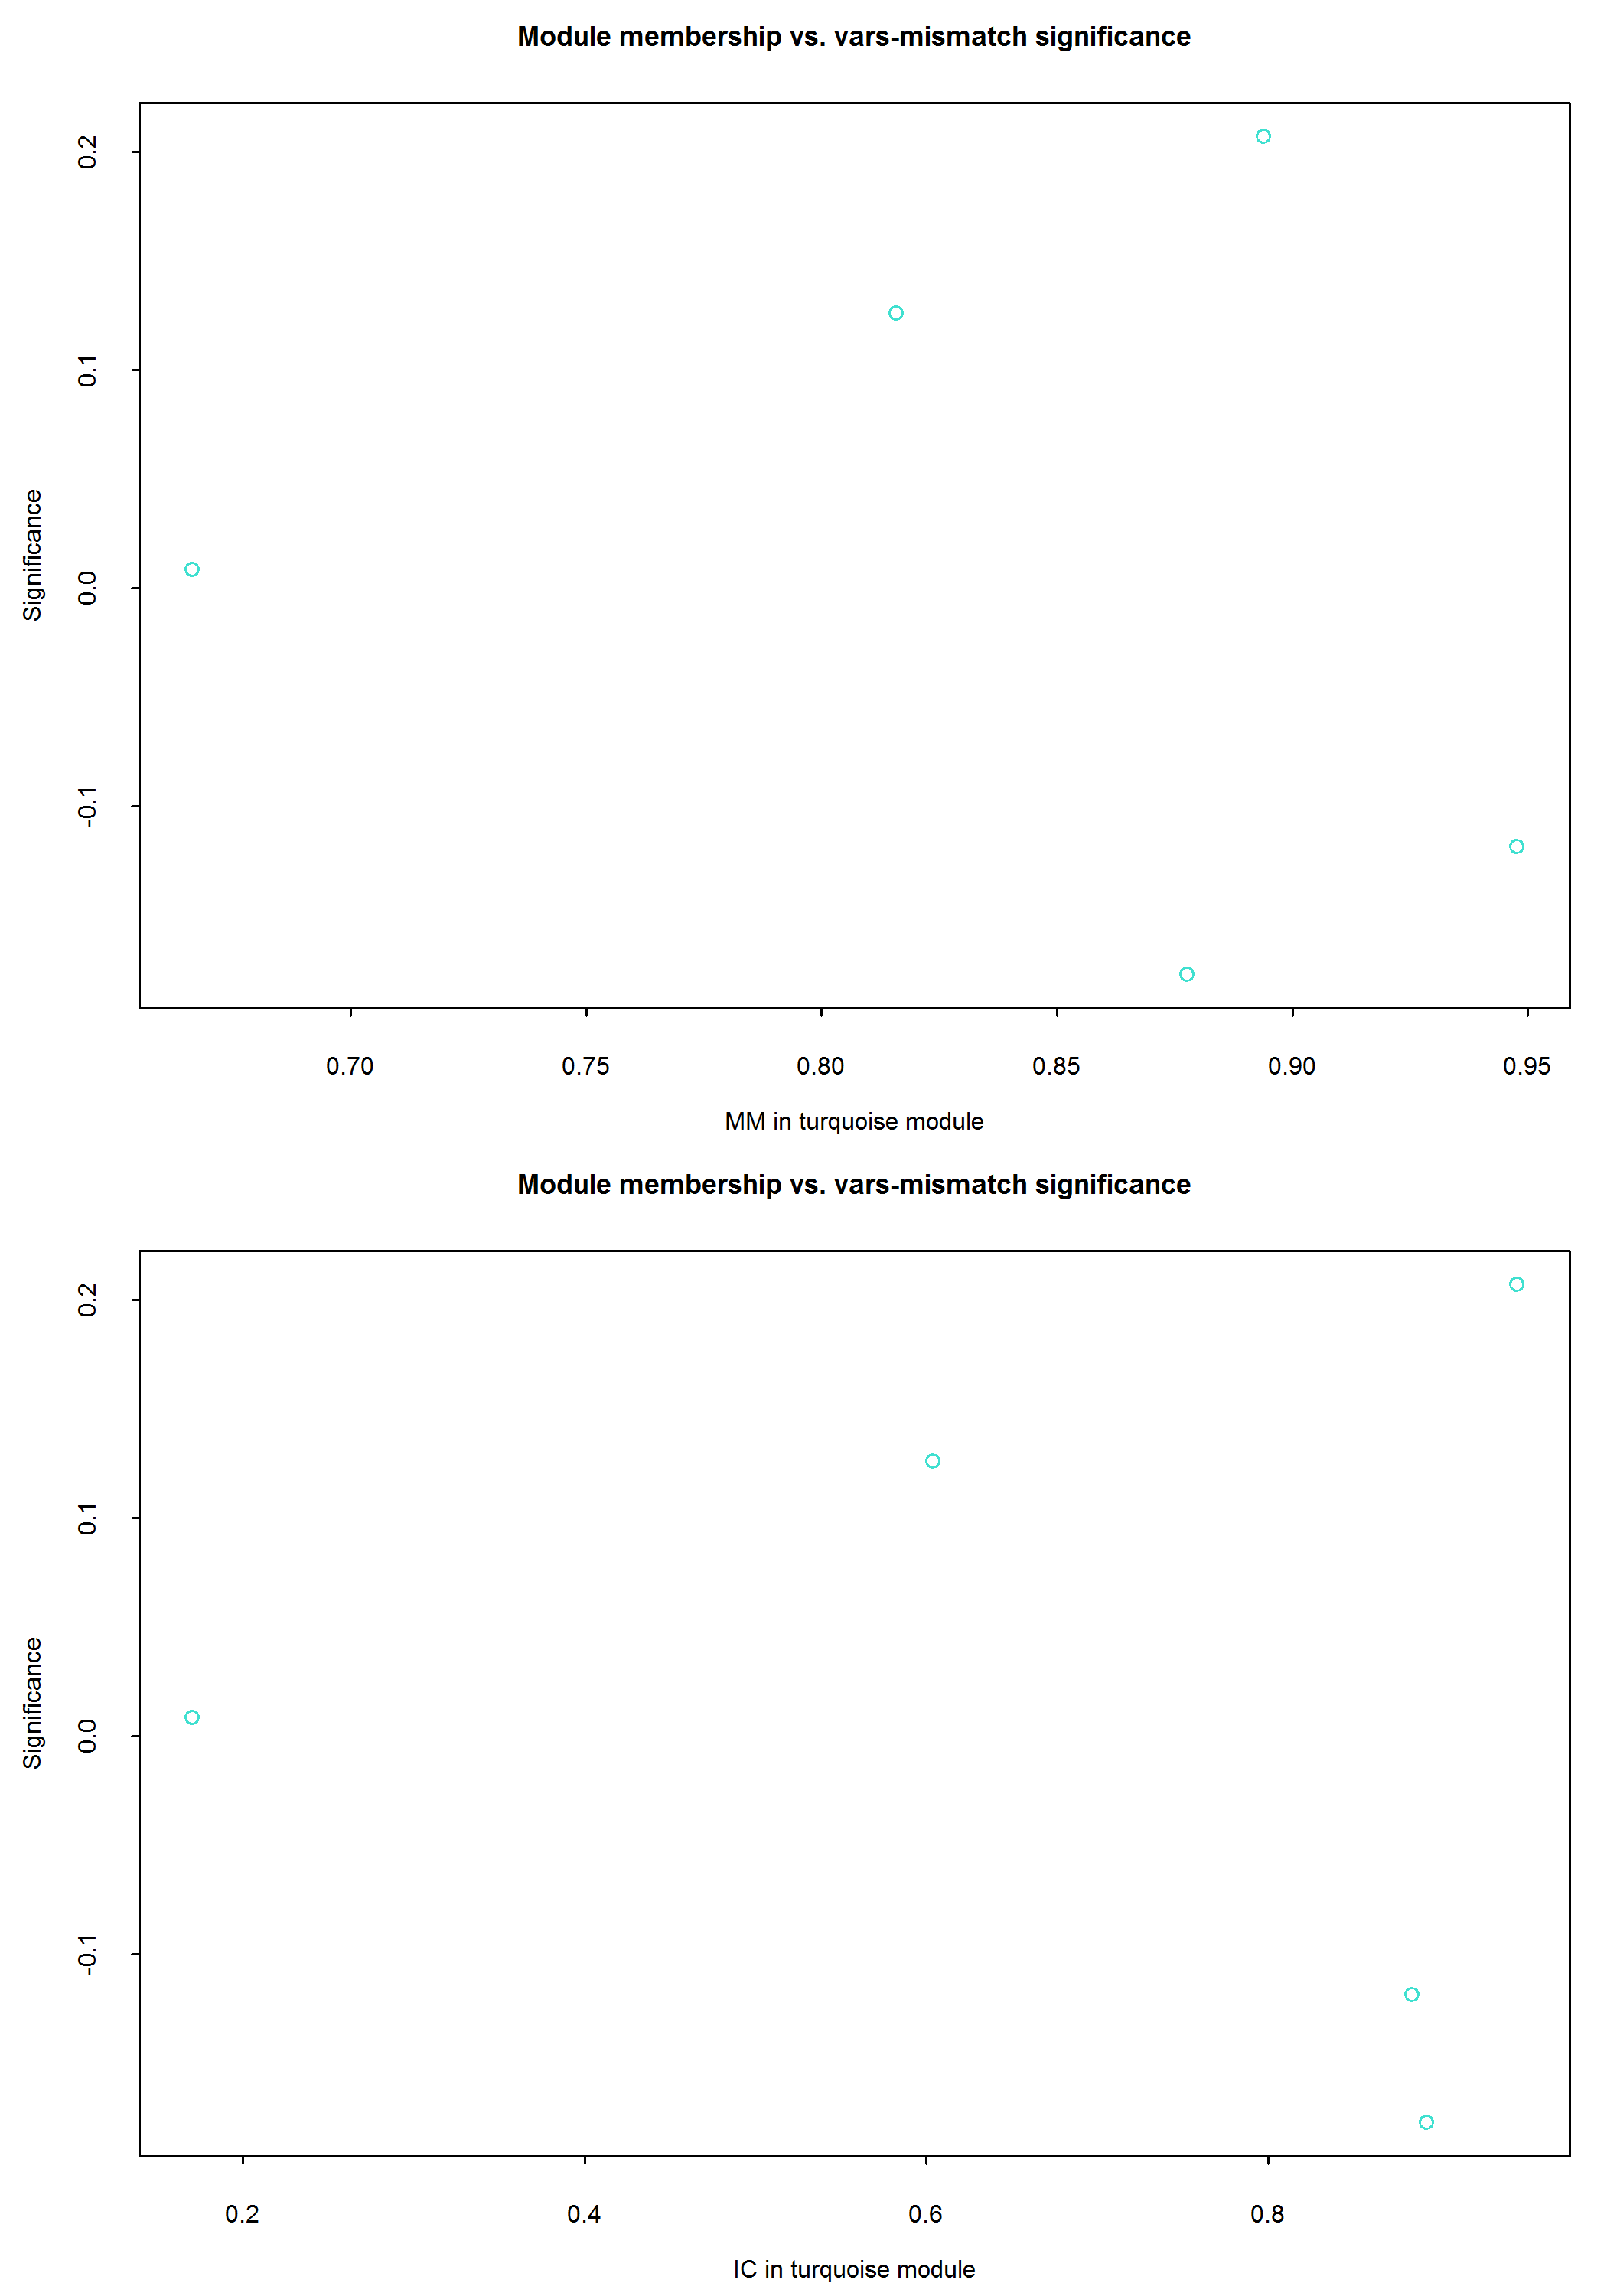 Module membership vs. vars-mismatch significance
0.2
0.1
0.0
-0.1
Significance
0.70 0.75 0.80 0.85 0.90 0.95
MM in turquoise module
Module membership vs. vars-mismatch significance
0.2
0.1
0.0
-0.1
Significance
0.2 0.4 0.6 0.8
IC in turquoise module